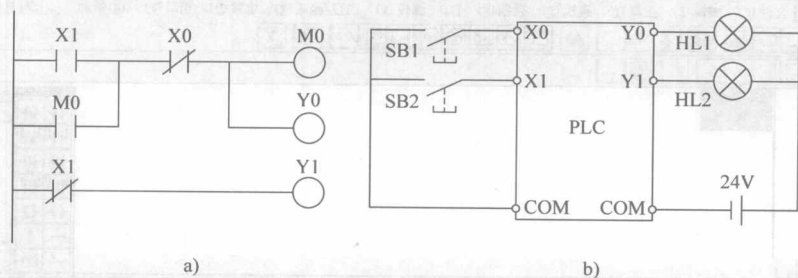 X1 X0 M0
M0 Y0
X1 Y1
a)
SB1 X0 Y0 HL1
SB2 X1 Y1 HL2
PLC
24V
COM COM
b)